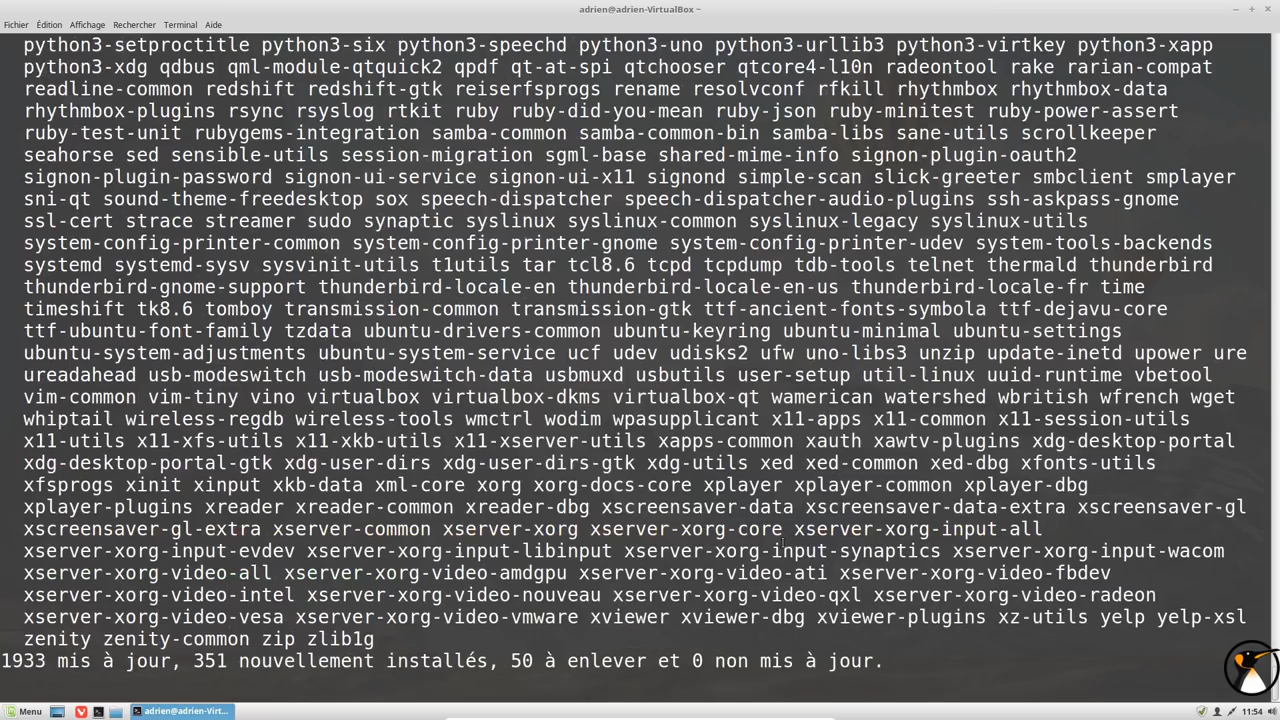 adrien@adrien-VirtualBox ~
Fichier Édition Affichage Rechercher Terminal Aide
python3-setproctitle python3-six python3-speechd python3-uno python3-urllib3 python3-virtkey python3-xapp
python3-xdg qdbus qml-module-qtquick2 qpdf qt-at-spi qtchooser qtcore4-l10n radeontool rake rarian-compat
readline-common redshift redshift-gtk reiserfsprogs rename resolvconf rfkill rhythmbox rhythmbox-data
rhythmbox-plugins rsync rsyslog rtkit ruby ruby-did-you-mean ruby-json ruby-minitest ruby-power-assert
ruby-test-unit rubygems-integration samba-common samba-common-bin samba-libs sane-utils scrollkeeper
seahorse sed sensible-utils session-migration sgml-base shared-mime-info signon-plugin-oauth2
signon-plugin-password signon-ui-service signon-ui-x11 signond simple-scan slick-greeter smbclient smplayer
sni-qt sound-theme-freedesktop sox speech-dispatcher speech-dispatcher-audio-plugins ssh-askpass-gnome
ssl-cert strace streamer sudo synaptic syslinux syslinux-common syslinux-legacy syslinux-utils
system-config-printer-common system-config-printer-gnome system-config-printer-udev system-tools-backends
systemd systemd-sysv sysvinit-utils t1utils tar tcl8.6 tcpd tcpdump tdb-tools telnet thermald thunderbird
thunderbird-gnome-support thunderbird-locale-en thunderbird-locale-en-us thunderbird-locale-fr time
timeshift tk8.6 tomboy transmission-common transmission-gtk ttf-ancient-fonts-symbola ttf-dejavu-core
ttf-ubuntu-font-family tzdata ubuntu-drivers-common ubuntu-keyring ubuntu-minimal ubuntu-settings
ubuntu-system-adjustments ubuntu-system-service ucf udev udisks2 ufw uno-libs3 unzip update-inetd upower ure
ureadahead usb-modeswitch usb-modeswitch-data usbmuxd usbutils user-setup util-linux uuid-runtime vbetool
vim-common vim-tiny vino virtualbox virtualbox-dkms virtualbox-qt wamerican watershed wbritish wfrench wget
whiptail wireless-regdb wireless-tools wmctrl wodim wpasupplicant x11-apps x11-common x11-session-utils
x11-utils x11-xfs-utils x11-xkb-utils x11-xserver-utils xapps-common xauth xawtv-plugins xdg-desktop-portal
xdg-desktop-portal-gtk xdg-user-dirs xdg-user-dirs-gtk xdg-utils xed xed-common xed-dbg xfonts-utils
xfsprogs xinit xinput xkb-data xml-core xorg xorg-docs-core xplayer xplayer-common xplayer-dbg
xplayer-plugins xreader xreader-common xreader-dbg xscreensaver-data xscreensaver-data-extra xscreensaver-gl
xscreensaver-gl-extra xserver-common xserver-xorg xserver-xorg-core xserver-xorg-input-all
xserver-xorg-input-evdev xserver-xorg-input-libinput xserver-xorg-input-synaptics xserver-xorg-input-wacom
xserver-xorg-video-all xserver-xorg-video-amdgpu xserver-xorg-video-ati xserver-xorg-video-fbdev
xserver-xorg-video-intel xserver-xorg-video-nouveau xserver-xorg-video-qxl xserver-xorg-video-radeon
xserver-xorg-video-vesa xserver-xorg-video-vmware xviewer xviewer-dbg xviewer-plugins xz-utils yelp yelp-xsl
zenity zenity-common zip zlib1g
1933 mis à jour, 351 nouvellement installés, 50 à enlever et 0 non mis à jour.
Menu adrien@adrien-Virt... 11:54